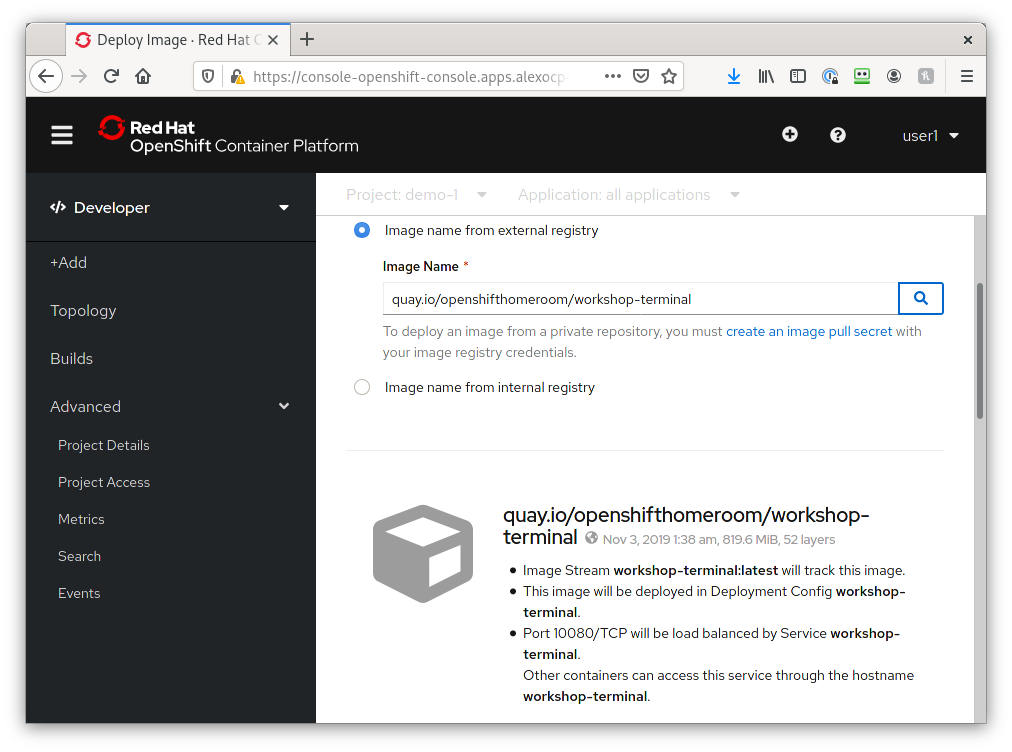 Deploy Image · Red Hat C
https://console-openshift-console.apps.alexocp-
Red Hat
OpenShift Container Platform
user1
Developer
Project: demo-1
Application: all applications
+Add
Topology
Builds
Advanced
Project Details
Project Access
Metrics
Search
Events
Image name from external registry
Image Name *
quay.io/openshifthomeroom/workshop-terminal
To deploy an image from a private repository, you must create an image pull secret with
your image registry credentials.
Image name from internal registry
quay.io/openshifthomeroom/workshop-
terminal Nov 3, 2019 1:38 am, 819.6 MiB, 52 layers
• Image Stream workshop-terminal:latest will track this image.
• This image will be deployed in Deployment Config workshop-
terminal.
• Port 10080/TCP will be load balanced by Service workshop-
terminal.
Other containers can access this service through the hostname
workshop-terminal.